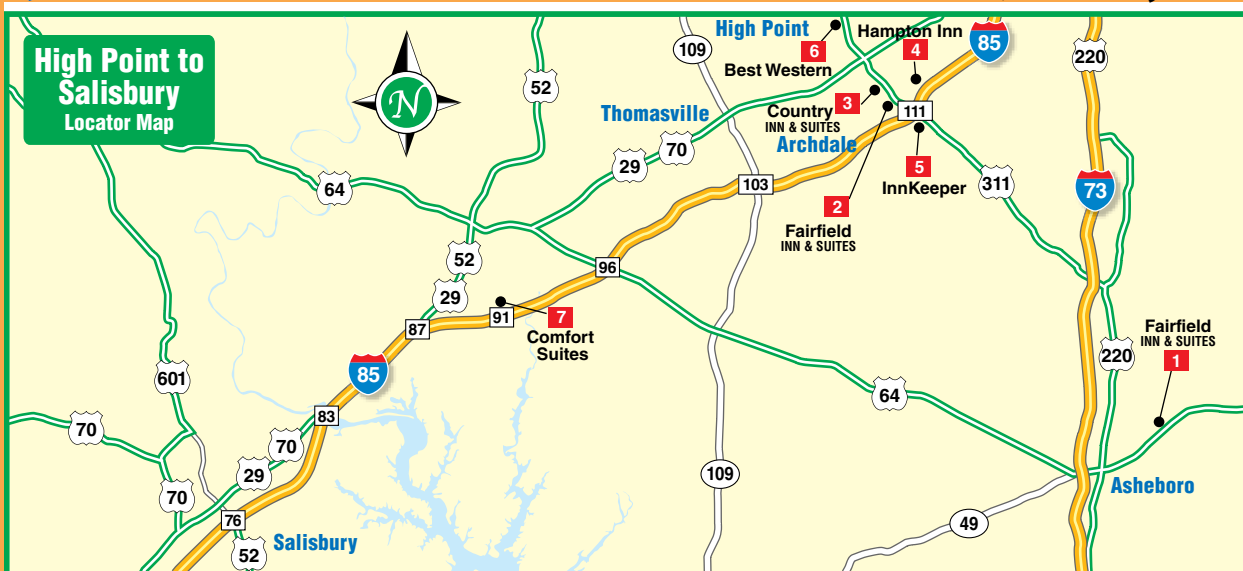 High Point to
Salisbury
Locator Map
N
52
109
High Point
6
Best Western
Hampton Inn
4
85
220
Thomasville
Country
INN & SUITES
3
111
Archdale
29
70
5
InnKeeper
311
73
64
103
2
Fairfield
INN & SUITES
52
96
29
87
91
7
Comfort
Suites
Fairfield
INN & SUITES
1
220
601
85
64
83
70
70
29
109
70
76
52
Salisbury
49
Asheboro